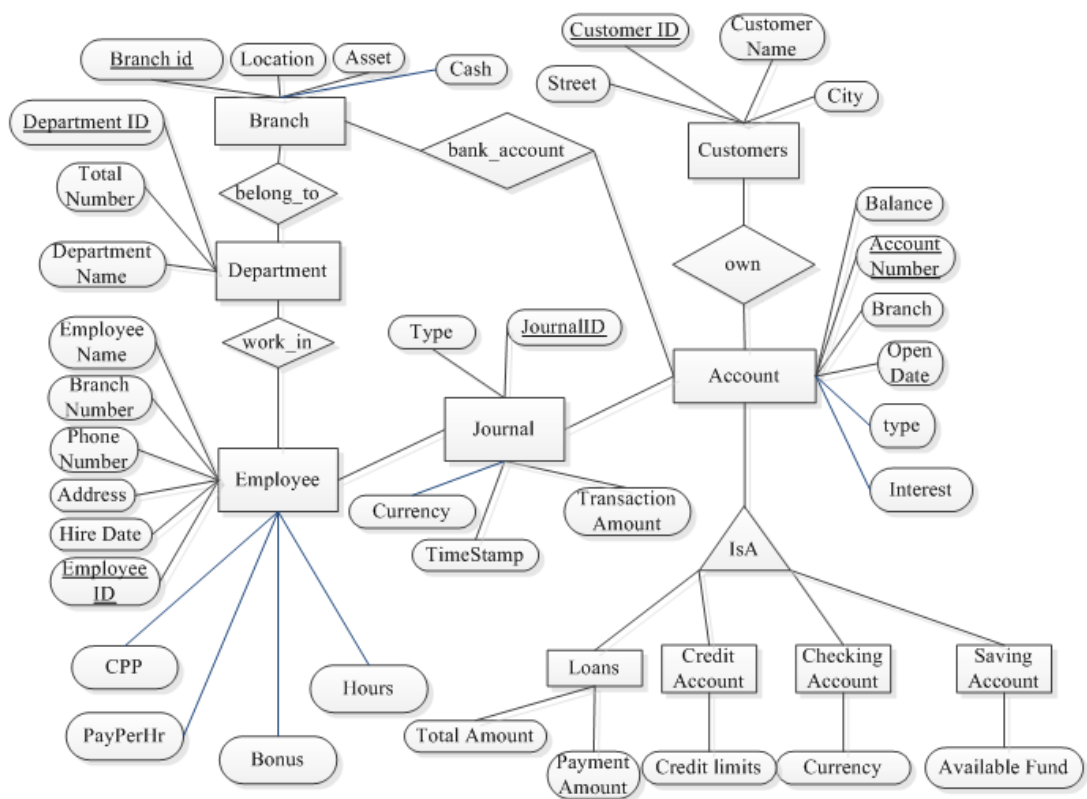 Branch id
Location
Asset
Cash
Customer ID
Customer
Name
Street
City
Department ID
Branch
bank_account
Customers
Total
Number
belong_to
Balance
Department
Name
Department
own
Account
Number
Employee
Name
work_in
Type
JournalID
Branch
Branch
Number
Account
Open
Date
Phone
Number
Employee
Journal
type
Address
Currency
Transaction
Amount
Interest
Hire Date
TimeStamp
Employee
ID
IsA
CPP
Hours
Loans
Credit
Account
Checking
Account
Saving
Account
PayPerHr
Bonus
Total Amount
Payment
Amount
Credit limits
Currency
Available Fund